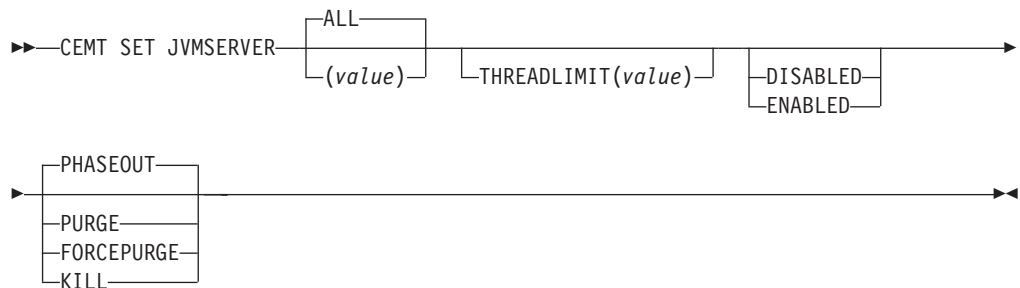 ALL
CEMT SET JVMSERVER
(value)
THREADLIMIT(value)
DISABLED
ENABLED
PHASEOUT
PURGE
FORCEPURGE
KILL